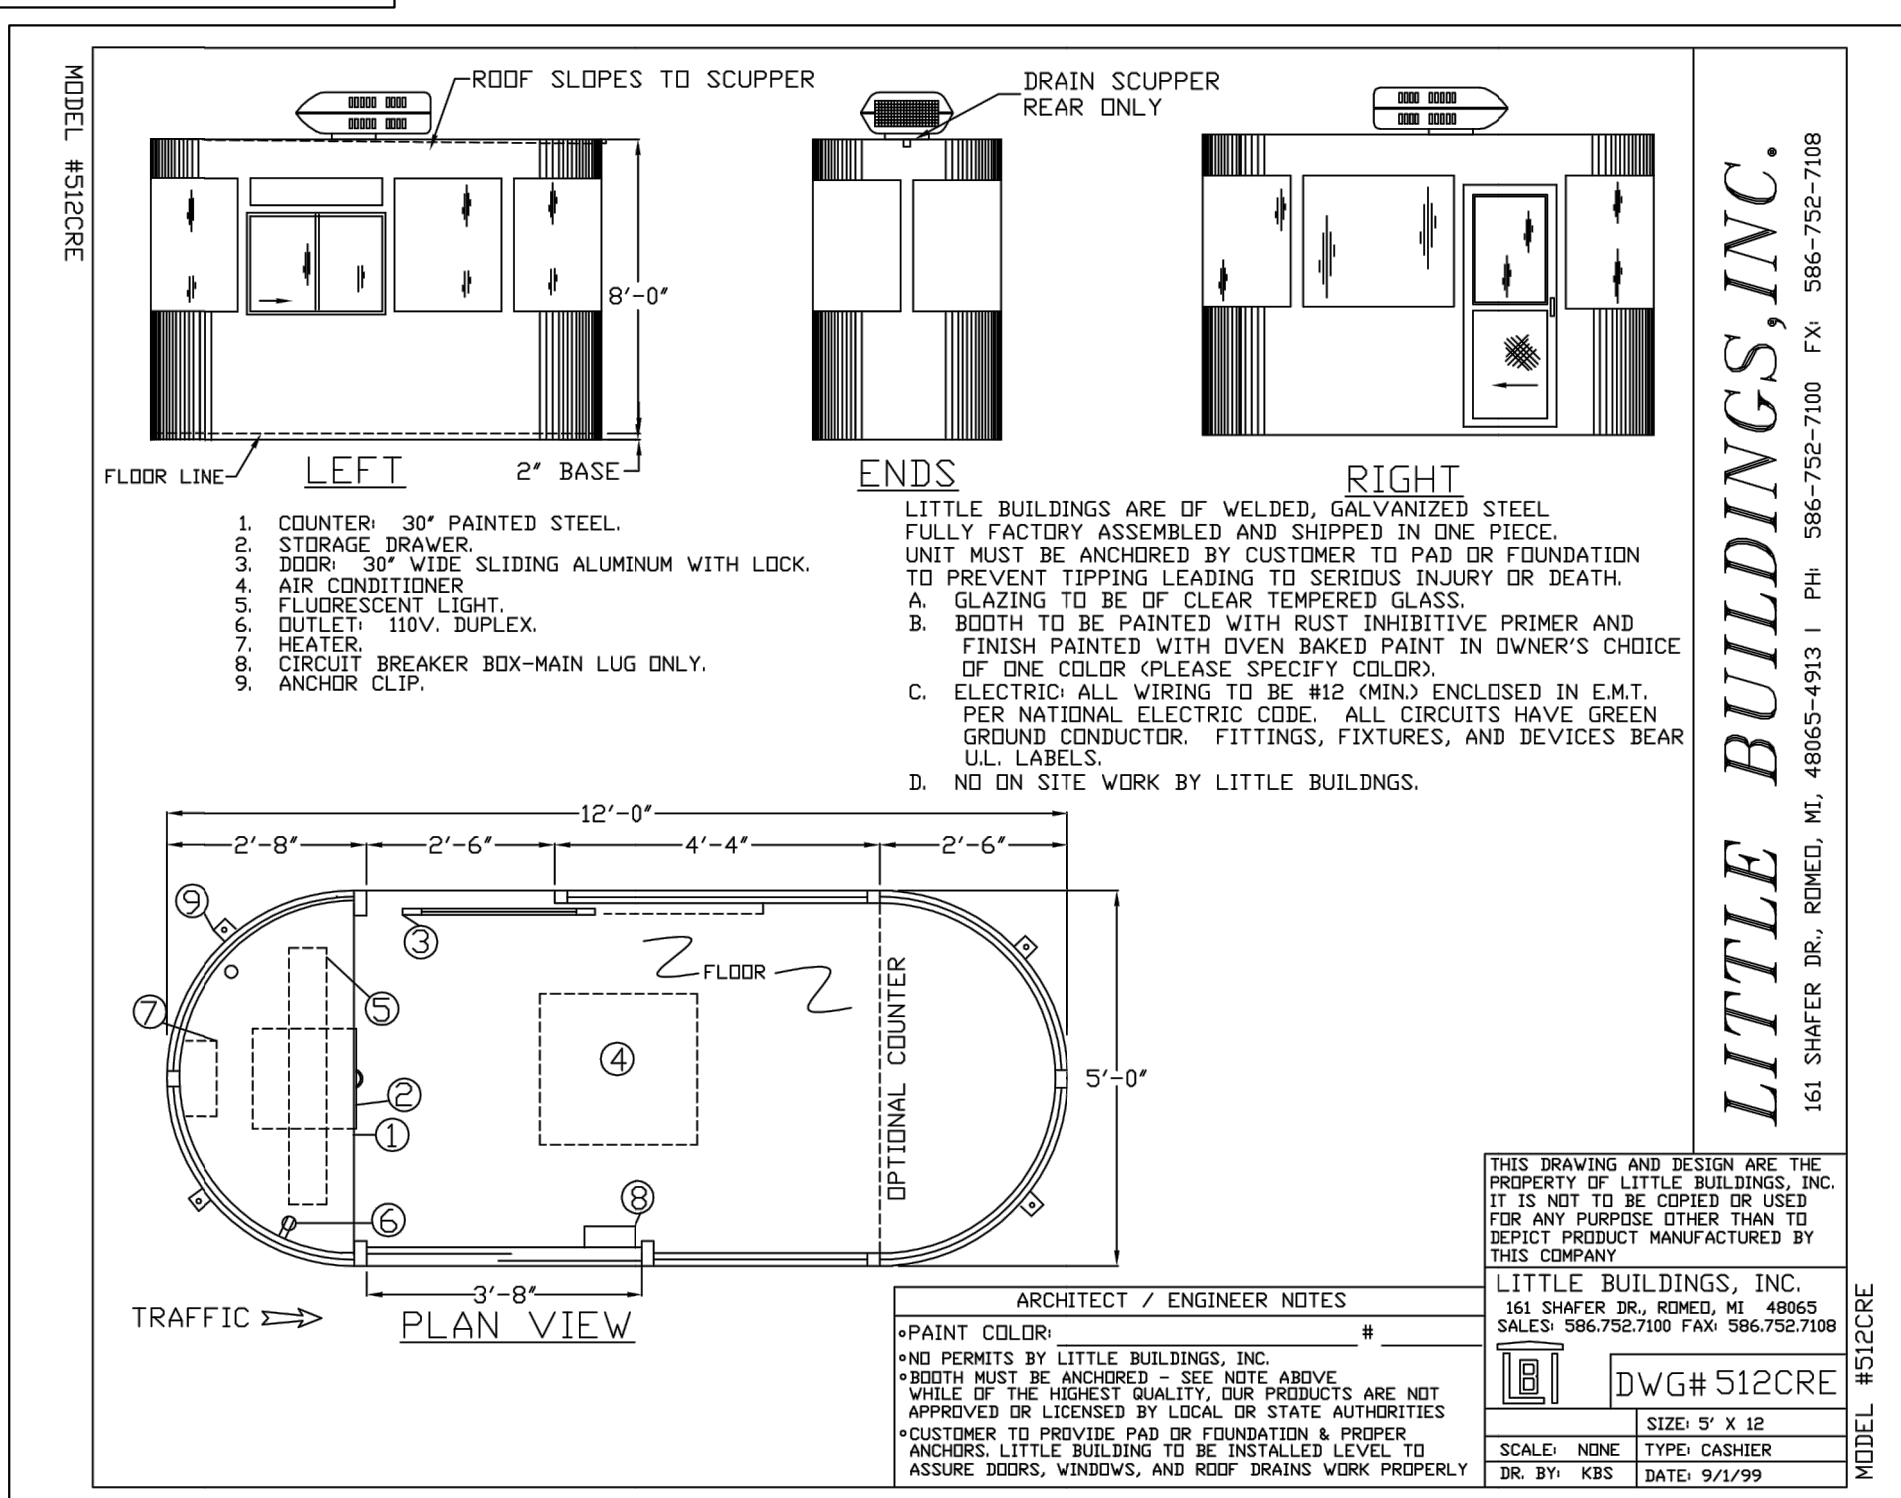 MODEL #512CRE
ROOF SLOPES TO SCUPPER
DRAIN SCUPPER
REAR ONLY
8'-0"
FLOOR LINE
LEFT
2" BASE
ENDS
RIGHT
1. COUNTER: 30" PAINTED STEEL.
2. STORAGE DRAWER.
3. DOOR: 30" WIDE SLIDING ALUMINUM WITH LOCK.
4. AIR CONDITIONER
5. FLUORESCENT LIGHT.
6. OUTLET: 110V. DUPLEX.
7. HEATER.
8. CIRCUIT BREAKER BOX-MAIN LUG ONLY.
9. ANCHOR CLIP.
LITTLE BUILDINGS ARE OF WELDED, GALVANIZED STEEL
FULLY FACTORY ASSEMBLED AND SHIPPED IN ONE PIECE.
UNIT MUST BE ANCHORED BY CUSTOMER TO PAD OR FOUNDATION
TO PREVENT TIPPING LEADING TO SERIOUS INJURY OR DEATH.
A. GLAZING TO BE OF CLEAR TEMPERED GLASS.
B. BOOTH TO BE PAINTED WITH RUST INHIBITIVE PRIMER AND
FINISH PAINTED WITH OVEN BAKED PAINT IN OWNER'S CHOICE
OF ONE COLOR (PLEASE SPECIFY COLOR).
C. ELECTRIC: ALL WIRING TO BE #12 (MIN.) ENCLOSED IN E.M.T.
PER NATIONAL ELECTRIC CODE. ALL CIRCUITS HAVE GREEN
GROUND CONDUCTOR. FITTINGS, FIXTURES, AND DEVICES BEAR
U.L. LABELS.
D. NO ON SITE WORK BY LITTLE BUILDNGS.
12'-0"
2'-8" 2'-6" 4'-4" 2'-6"
9
3
FLOOR
7
5
4
OPTIONAL COUNTER
5'-0"
2
1
8
6
3'-8"
TRAFFIC
PLAN VIEW
LITTLE BUILDINGS, INC.
161 SHAFER DR., ROMEO, MI, 48065-4913 | PH: 586-752-7100 FX: 586-752-7108
ARCHITECT / ENGINEER NOTES
°PAINT COLOR: #
°NO PERMITS BY LITTLE BUILDINGS, INC.
°BOOTH MUST BE ANCHORED - SEE NOTE ABOVE
WHILE OF THE HIGHEST QUALITY, OUR PRODUCTS ARE NOT
APPROVED OR LICENSED BY LOCAL OR STATE AUTHORITIES
°CUSTOMER TO PROVIDE PAD OR FOUNDATION & PROPER
ANCHORS. LITTLE BUILDING TO BE INSTALLED LEVEL TO
ASSURE DOORS, WINDOWS, AND ROOF DRAINS WORK PROPERLY
THIS DRAWING AND DESIGN ARE THE
PROPERTY OF LITTLE BUILDINGS, INC.
IT IS NOT TO BE COPIED OR USED
FOR ANY PURPOSE OTHER THAN TO
DEPICT PRODUCT MANUFACTURED BY
THIS COMPANY
LITTLE BUILDINGS, INC.
161 SHAFER DR., ROMEO, MI 48065
SALES: 586.752.7100 FAX: 586.752.7108
LB
DWG# 512CRE
SIZE: 5' X 12
SCALE: NONE
TYPE: CASHIER
DR. BY: KBS
DATE: 9/1/99
MODEL #512CRE